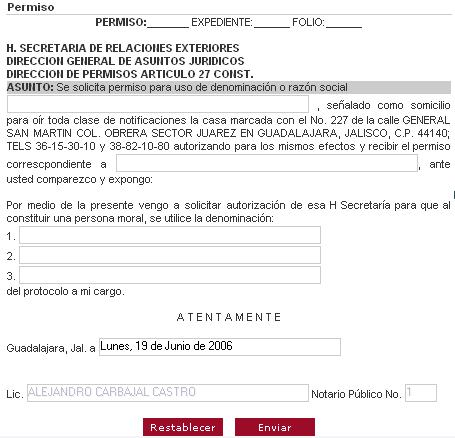 Permiso
PERMISO:_______ EXPEDIENTE:______ FOLIO:______
H. SECRETARIA DE RELACIONES EXTERIORES
DIRECCION GENERAL DE ASUNTOS JURIDICOS
DIRECCION DE PERMISOS ARTICULO 27 CONST.
ASUNTO: Se solicita permiso para uso de denominación o razón social
, señalado como somicilio
para oír toda clase de notificaciones la casa marcada con el No. 227 de la calle GENERAL
SAN MARTIN COL. OBRERA SECTOR JUAREZ EN GUADALAJARA, JALISCO, C.P. 44140;
TELS 36-15-30-10 y 38-82-10-80 autorizando para los mismos efectos y recibir el permiso
correscpondiente a , ante
usted comparezco y expongo:
Por medio de la presente vengo a solicitar autorización de esa H Secretaría para que al
constituir una persona moral, se utilice la denominación:
1.
2.
3.
del protocolo a mi cargo.
A T E N T A M E N T E
Guadalajara, Jal. a Lunes, 19 de Junio de 2006
Lic. ALEJANDRO CARBAJAL CASTRO Notario Público No. 1
Restablecer Enviar